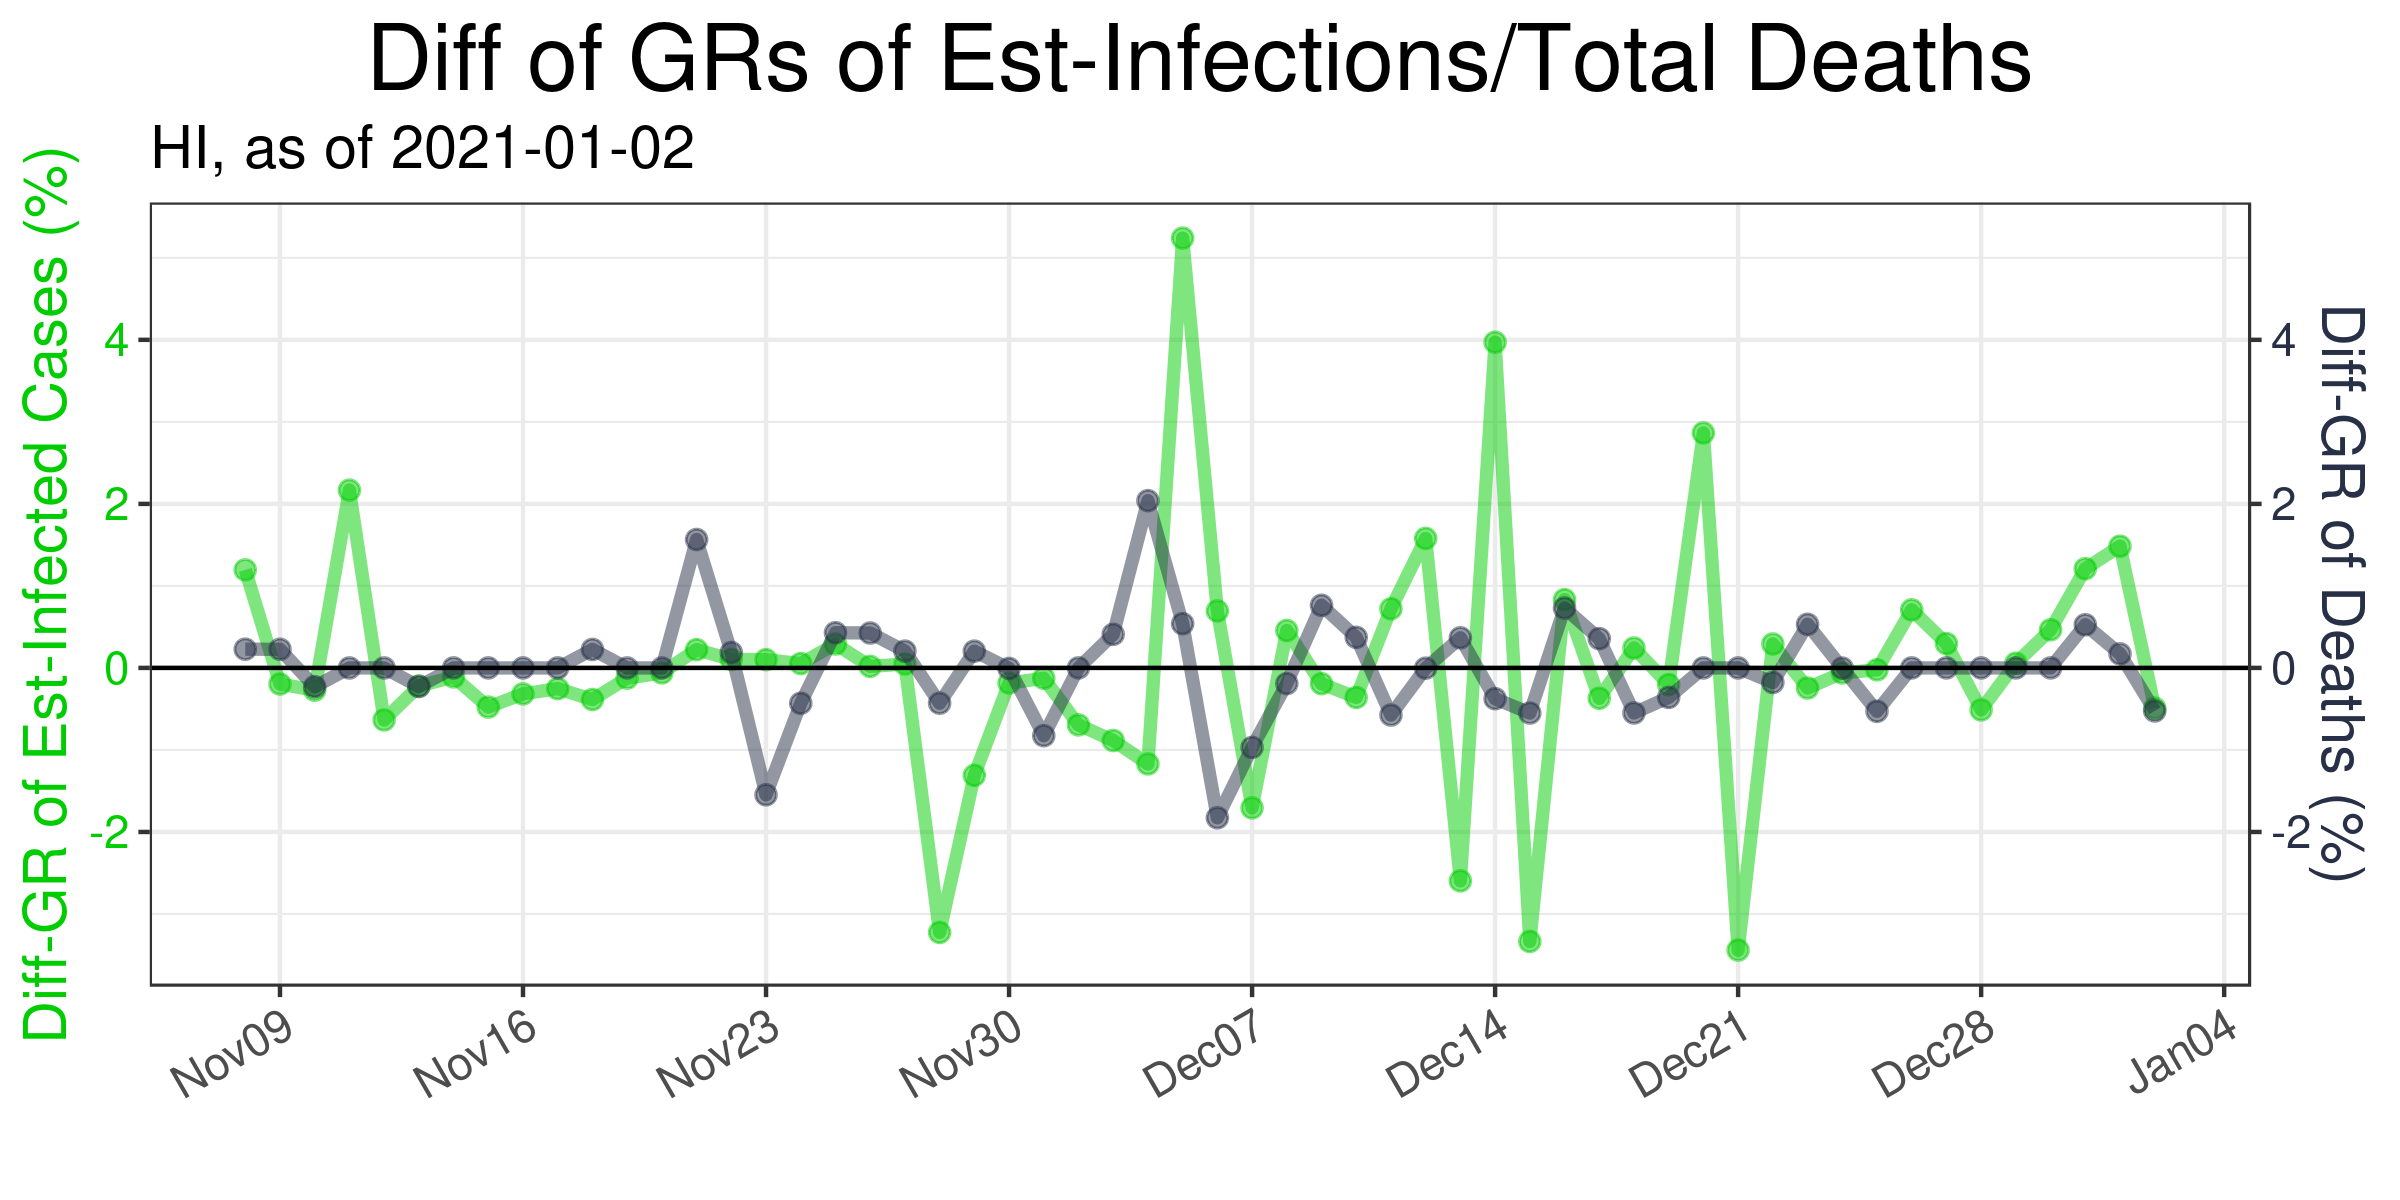 Diff of GRs of Est-Infections/Total Deaths
HI, as of 2021-01-02
Diff-GR of Est-Infected Cases (%)
4
2
0
-2
4
2
0
-2
Diff-GR of Deaths (%)
Nov09
Nov16
Nov23
Nov30
Dec07
Dec14
Dec21
Dec28
Jan04